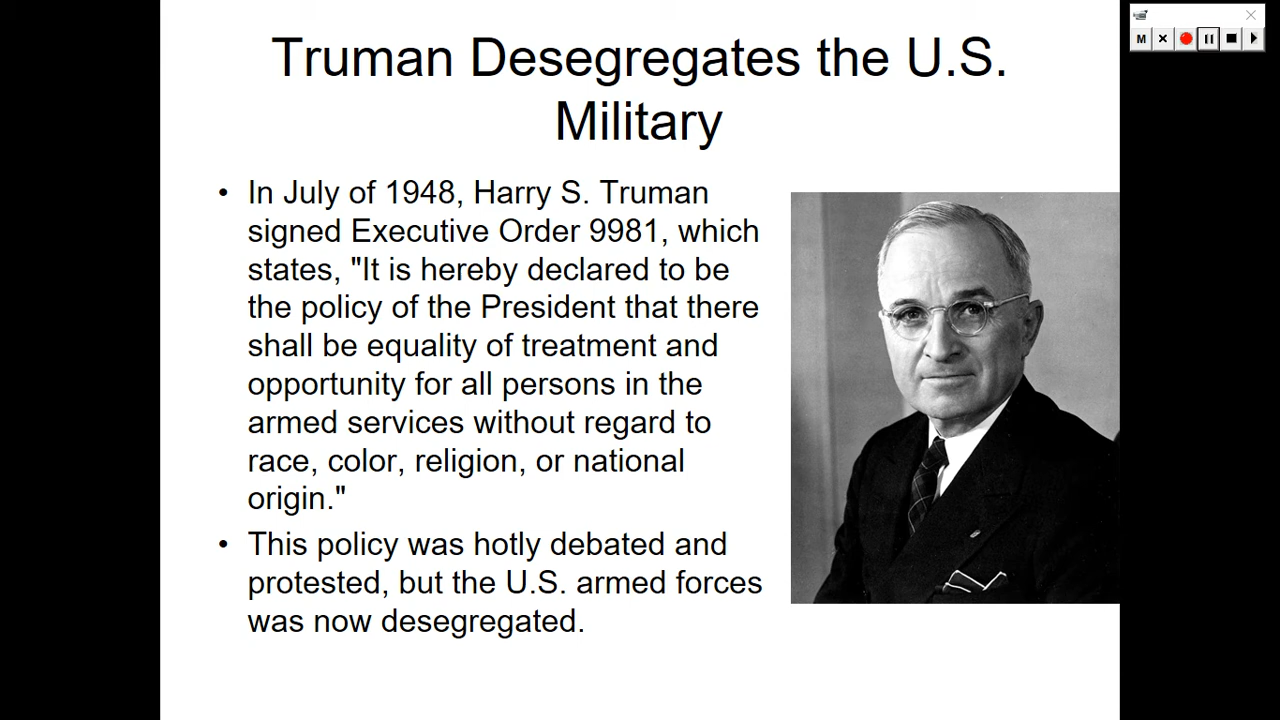 Truman Desegregates the U.S.
Military
• In July of 1948, Harry S. Truman
signed Executive Order 9981, which
states, "It is hereby declared to be
the policy of the President that there
shall be equality of treatment and
opportunity for all persons in the
armed services without regard to
race, color, religion, or national
origin."
• This policy was hotly debated and
protested, but the U.S. armed forces
was now desegregated.
M